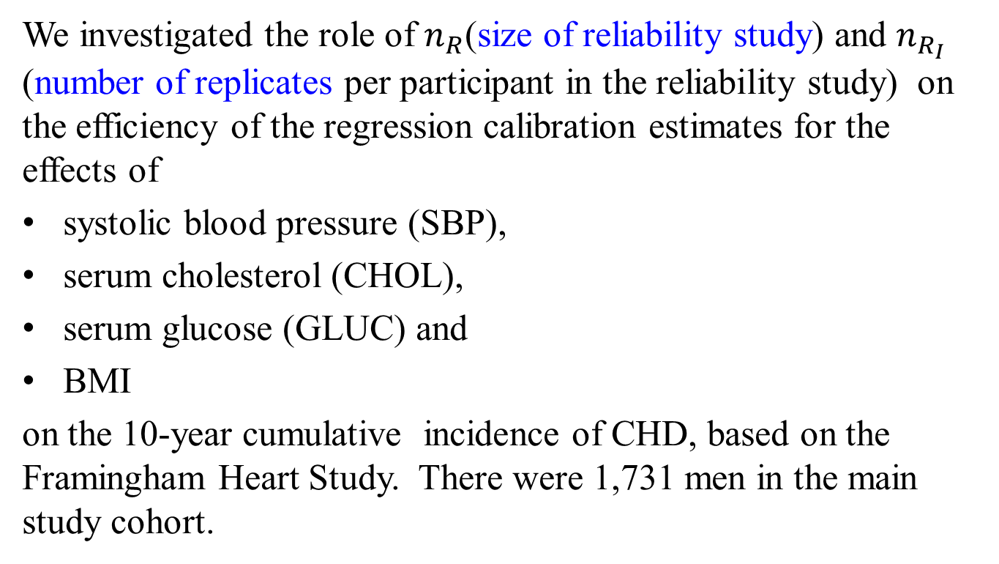 We investigated the role of n_R(size of reliability study) and n_{R_I}
(number of replicates per participant in the reliability study) on
the efficiency of the regression calibration estimates for the
effects of
• systolic blood pressure (SBP),
• serum cholesterol (CHOL),
• serum glucose (GLUC) and
• BMI
on the 10-year cumulative incidence of CHD, based on the
Framingham Heart Study. There were 1,731 men in the main
study cohort.